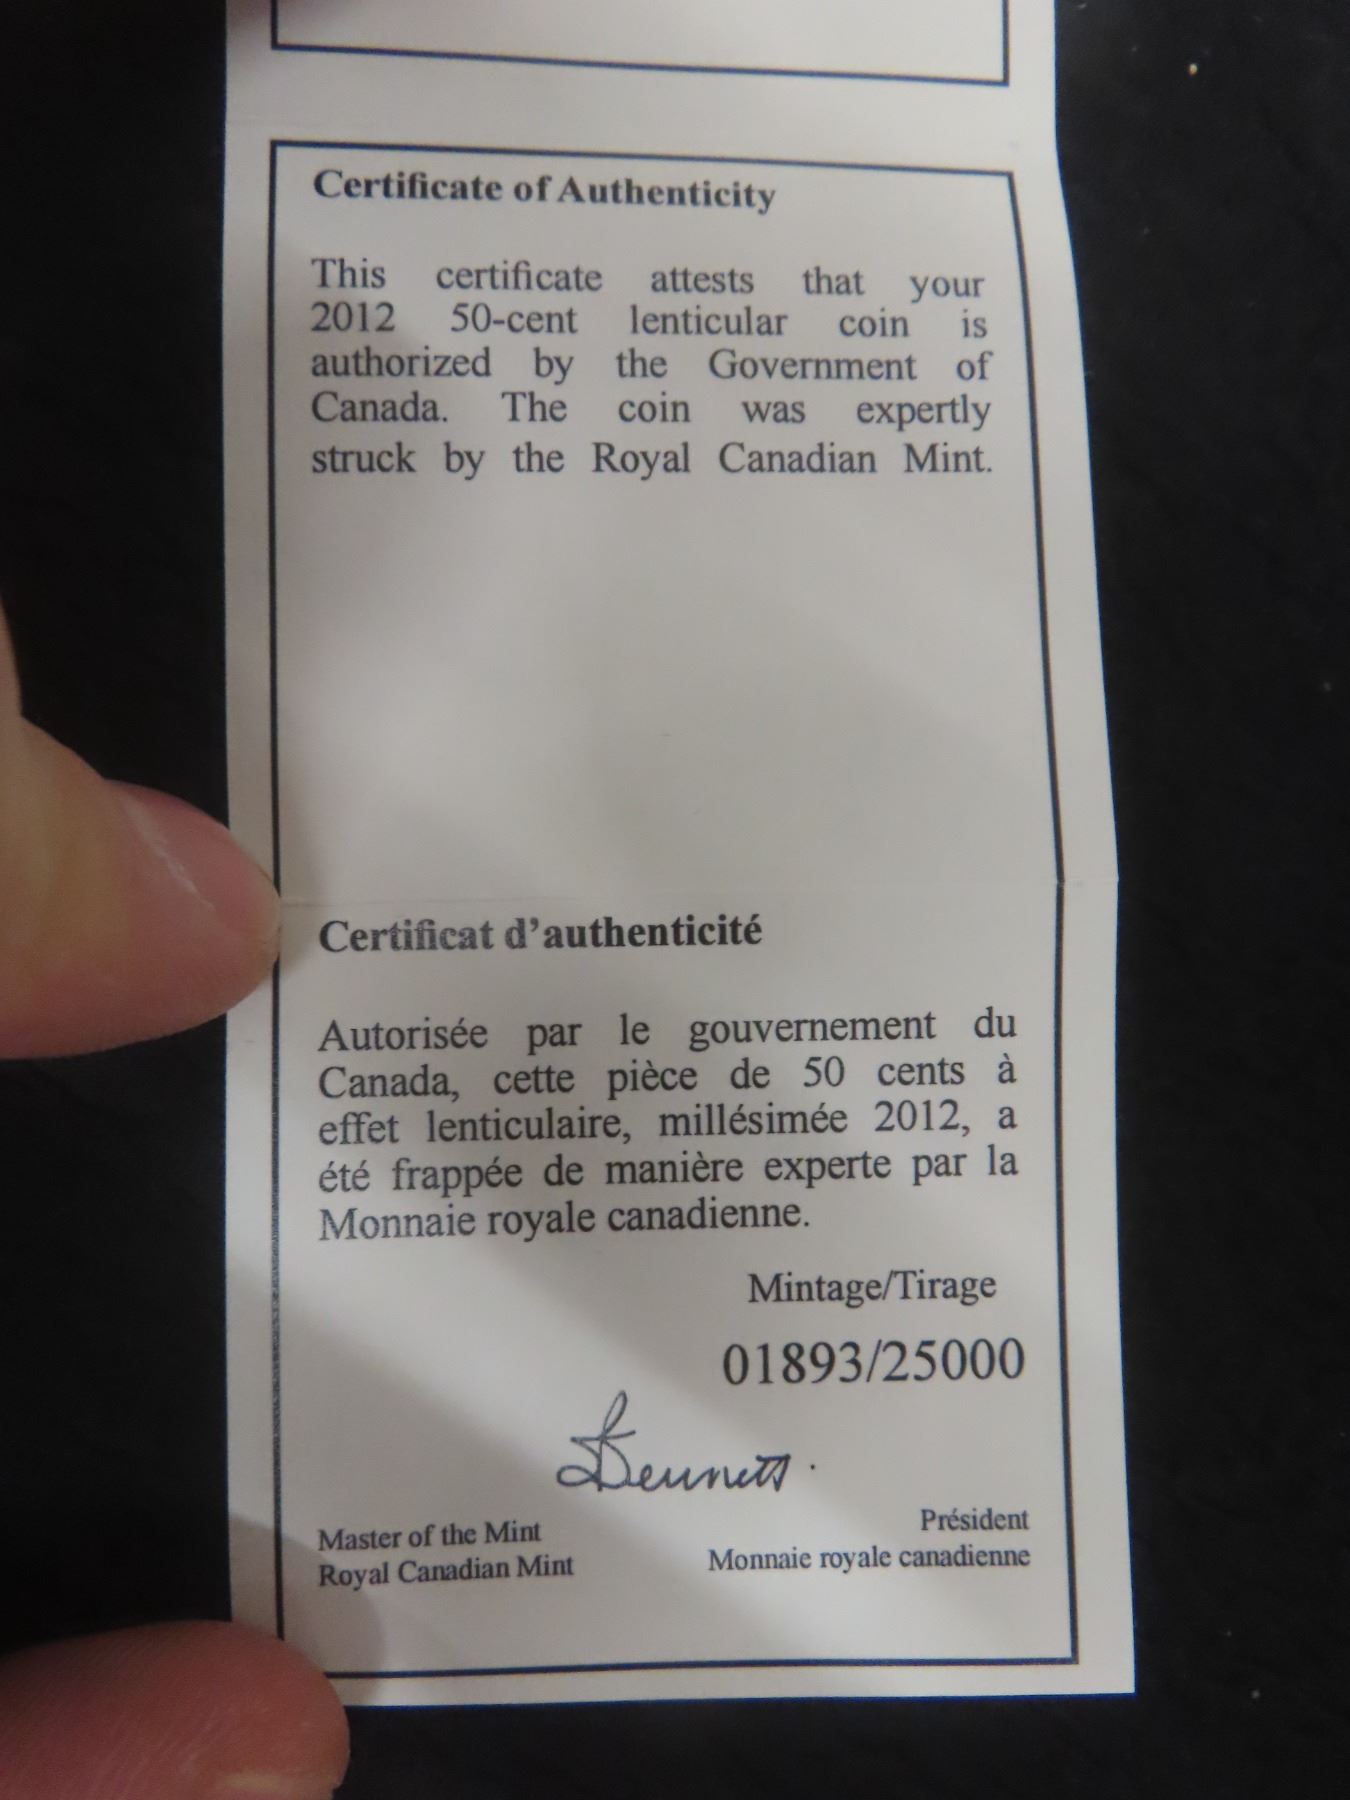 Certificate of Authenticity
This certificate attests that your
2012 50-cent lenticular coin is
authorized by the Government of
Canada. The coin was expertly
struck by the Royal Canadian Mint.
Certificat d’authenticité
Autorisée par le gouvernement du
Canada, cette pièce de 50 cents à
effet lenticulaire, millésimée 2012, a
été frappée de manière experte par la
Monnaie royale canadienne.
Mintage/Tirage
01893/25000
Bennett
Master of the Mint
Royal Canadian Mint
Président
Monnaie royale canadienne